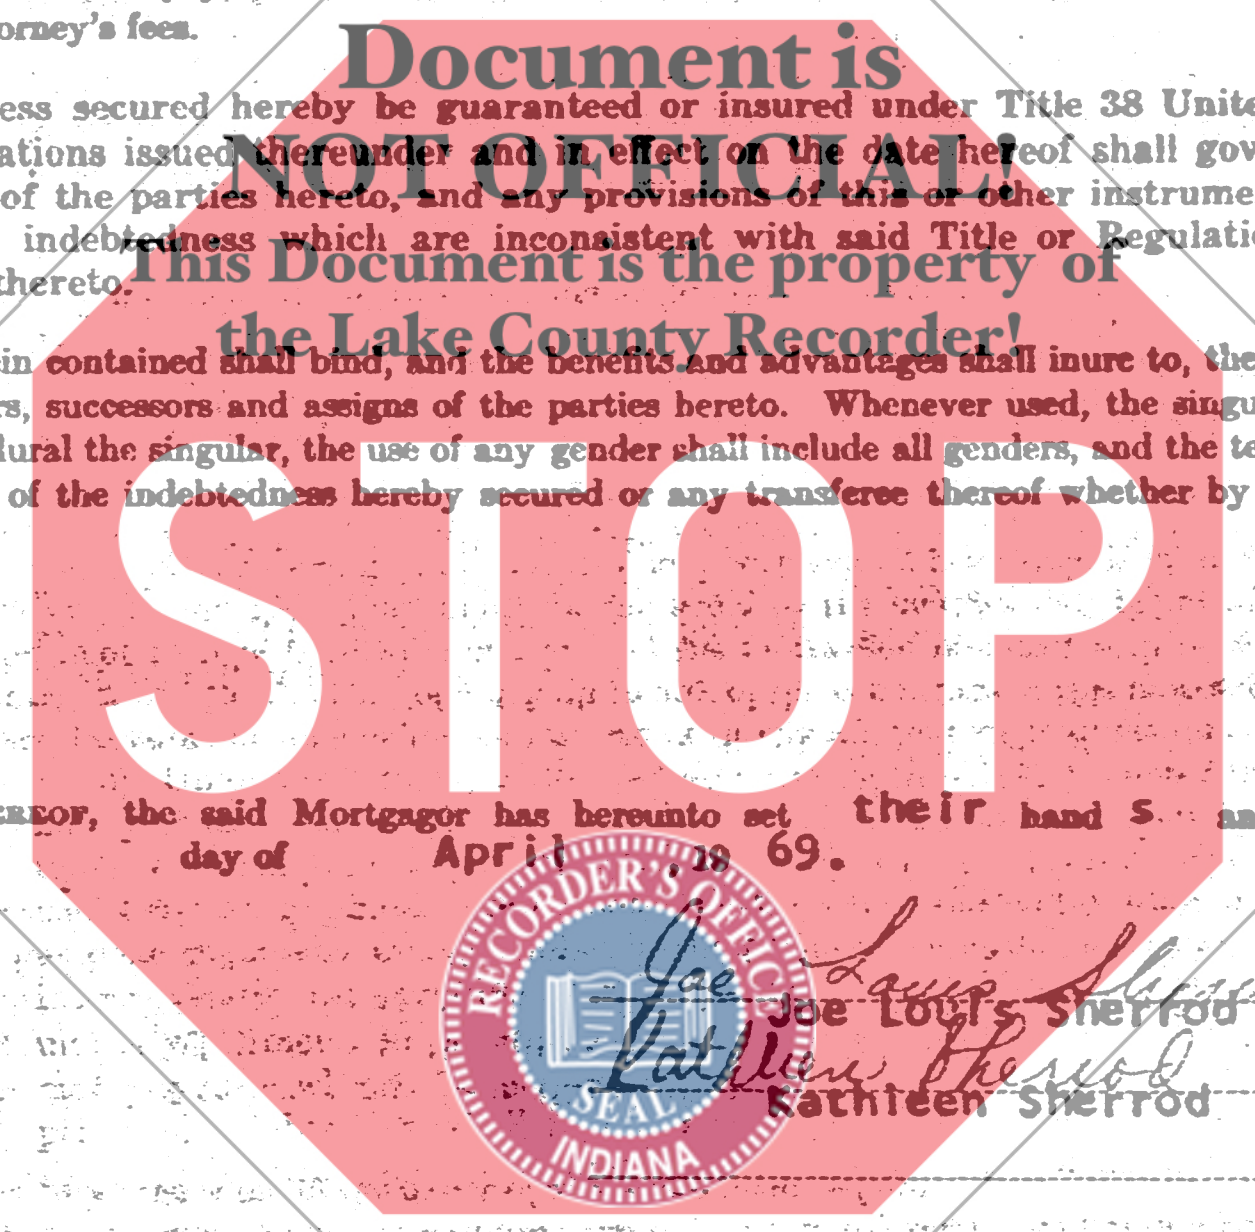 orney's fees.
Document is
ess secured hereby be guaranteed or insured under Title 38 Unite
NOT OFFICIAL!
ations issued thereunder and in effect on the date hereof shall gov
of the parties hereto, and any provisions of this or other instrume
indebtedness which are inconsistent with said Title or Regulatio
This Document is the property of
thereto.
the Lake County Recorder!
in contained shall bind, and the benefits and advantages shall inure to, the
rs, successors and assigns of the parties hereto. Whenever used, the singu
lural the singular, the use of any gender shall include all genders, and the te
of the indebtedness hereby secured or any transferee thereof whether by
STOP
the said Mortgagor has hereunto set their hand s an
day of April 19 69.
RECORDER'S OFFICE
SEAL
INDIANA
Joe Louis Sherrod
Joe Louis Sherrod
Kathleen Sherrod
Kathleen Sherrod